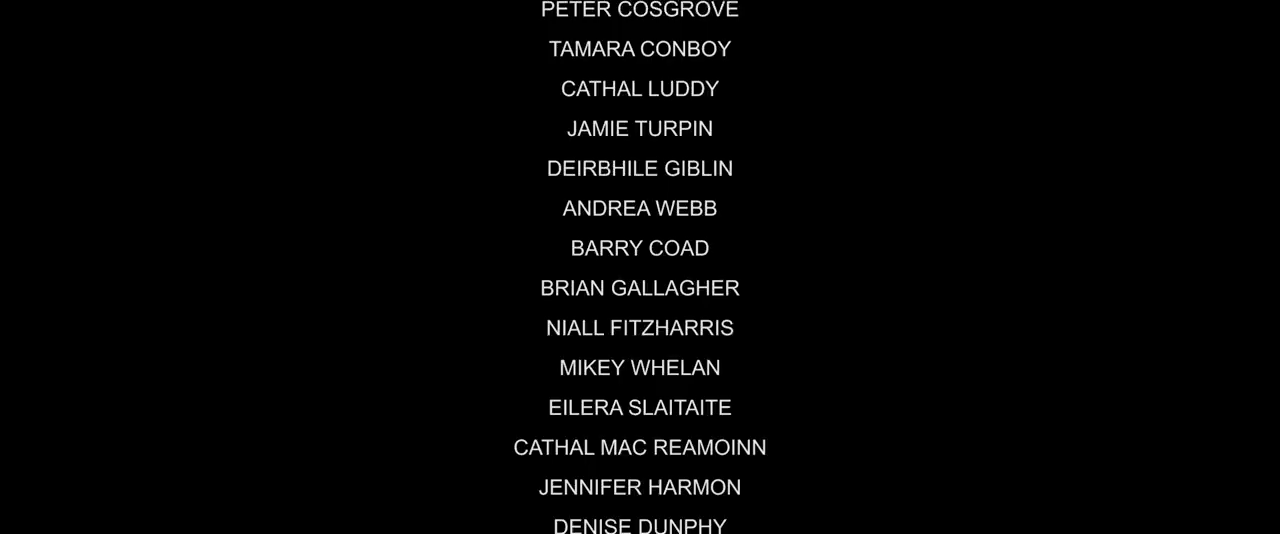 PETER COSGROVE
TAMARA CONBOY
CATHAL LUDDY
JAMIE TURPIN
DEIRBHILE GIBLIN
ANDREA WEBB
BARRY COAD
BRIAN GALLAGHER
NIALL FITZHARRIS
MIKEY WHELAN
EILERA SLAITAITE
CATHAL MAC REAMOINN
JENNIFER HARMON
DENISE DUNPHY